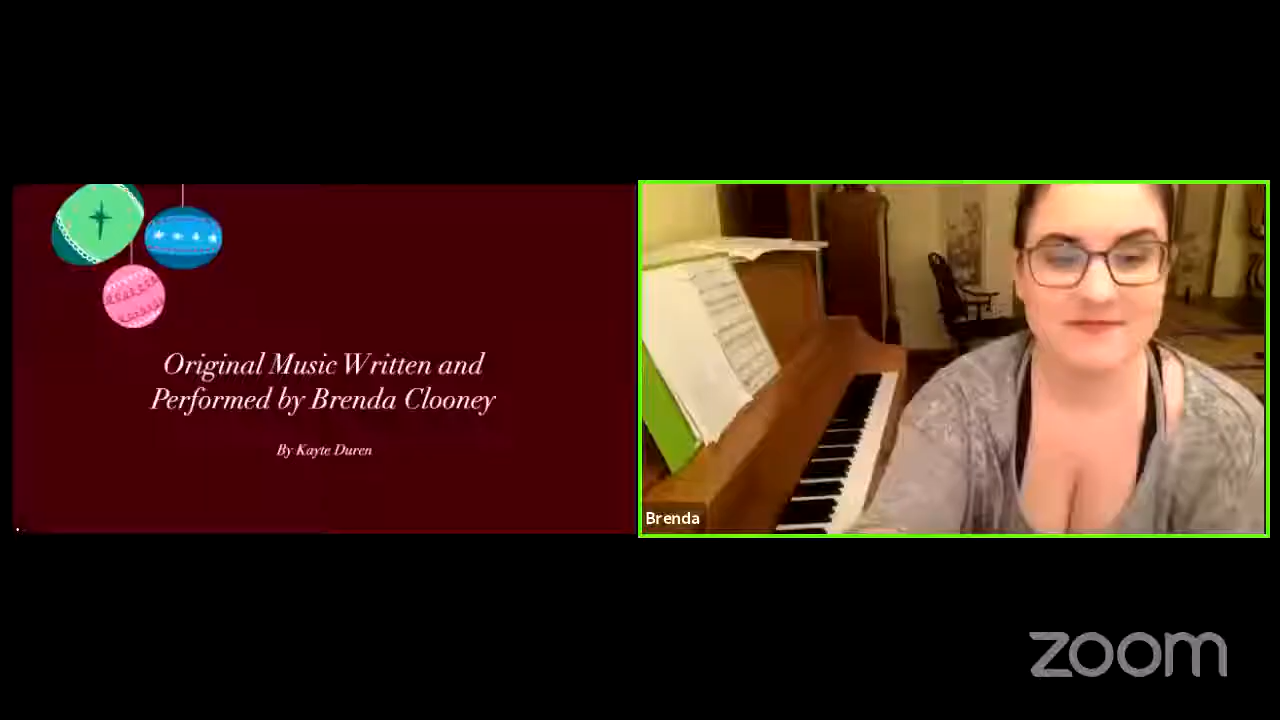 Original Music Written and
Performed by Brenda Clooney
By Kayte Duren
Brenda
zoom